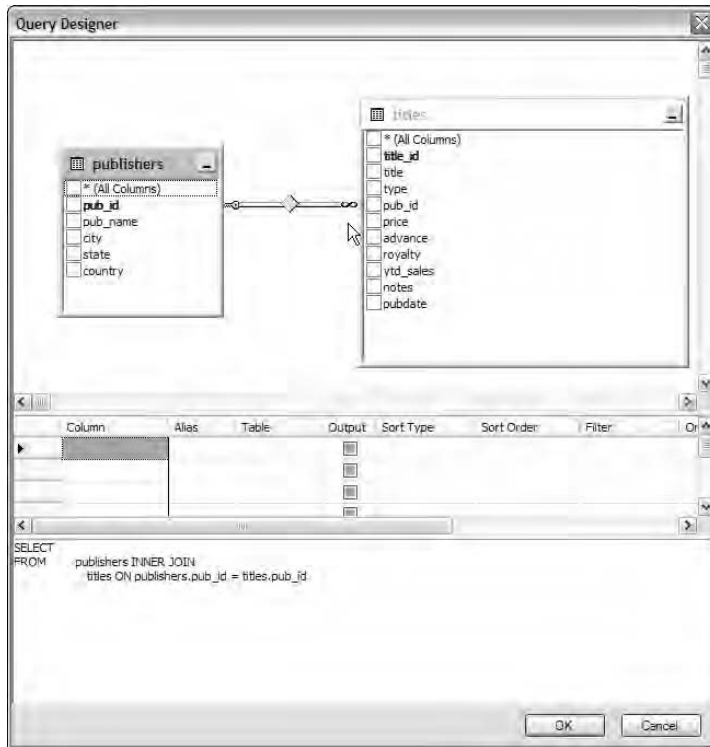 Query Designer
titles
* (All Columns)
title_id
title
type
pub_id
price
advance
royalty
ytd_sales
notes
pubdate
publishers
* (All Columns)
pub_id
pub_name
city
state
country
Column Alias Table Output Sort Type Sort Order Filter Or
SELECT
FROM publishers INNER JOIN
titles ON publishers.pub_id = titles.pub_id
OK Cancel